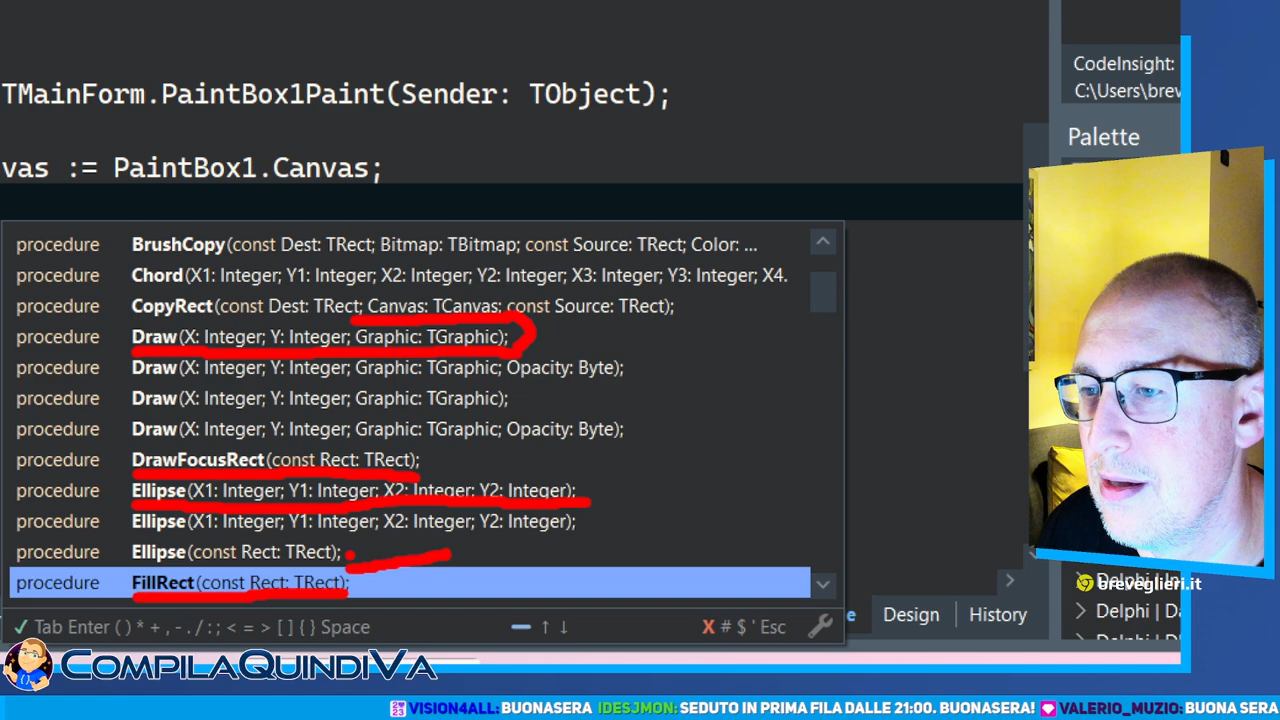 TMainForm.PaintBox1Paint(Sender: TObject);
vas := PaintBox1.Canvas;
procedure BrushCopy(const Dest: TRect; Bitmap: TBitmap; const Source: TRect; Color: ...
procedure Chord(X1: Integer; Y1: Integer; X2: Integer; Y2: Integer; X3: Integer; Y3: Integer; X4.
procedure CopyRect(const Dest: TRect; Canvas: TCanvas; const Source: TRect);
procedure Draw(X: Integer; Y: Integer; Graphic: TGraphic);
procedure Draw(X: Integer; Y: Integer; Graphic: TGraphic; Opacity: Byte);
procedure Draw(X: Integer; Y: Integer; Graphic: TGraphic);
procedure Draw(X: Integer; Y: Integer; Graphic: TGraphic; Opacity: Byte);
procedure DrawFocusRect(const Rect: TRect);
procedure Ellipse(X1: Integer; Y1: Integer; X2: Integer; Y2: Integer);
procedure Ellipse(X1: Integer; Y1: Integer; X2: Integer; Y2: Integer);
procedure Ellipse(const Rect: TRect);
procedure FillRect(const Rect: TRect);
✓ Tab Enter ( ) * + , - . / : ; < = > [ ] { } Space ↑ ↓ X # $ ' Esc
CodeInsight:
C:\Users\brev
Palette
breveglieri.it
e Design History
> Delphi | Da
COMPILAQUINDIVA
VISION4ALL: BUONASERA IDESJMON: SEDUTO IN PRIMA FILA DALLE 21:00. BUONASERA! VALERIO_MUZIO: BUONA SERA